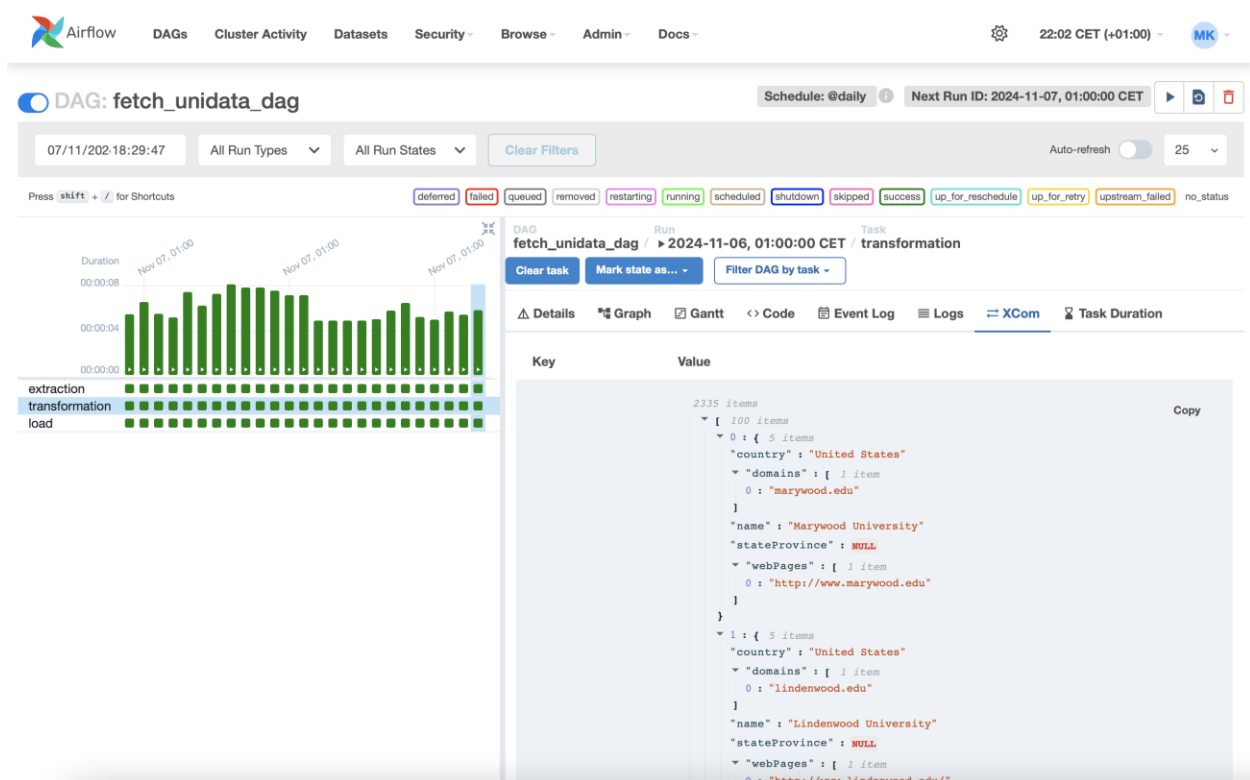 Airflow DAGs Cluster Activity Datasets Security Browse Admin Docs 22:02 CET (+01:00) MK
DAG: fetch_unidata_dag Schedule: @daily Next Run ID: 2024-11-07, 01:00:00 CET
07/11/202 18:29:47 All Run Types All Run States Clear Filters Auto-refresh 25
Press shift + / for Shortcuts deferred failed queued removed restarting running scheduled shutdown skipped success up_for_reschedule up_for_retry upstream_failed no_status
DAG Run Task
fetch_unidata_dag / 2024-11-06, 01:00:00 CET / transformation
Clear task Mark state as... Filter DAG by task
Details Graph Gantt Code Event Log Logs XCom Task Duration
Nov 07, 01:00 Nov 07, 01:00 Nov 07, 01:00
Duration
00:00:08
00:00:04
00:00:00
extraction
transformation
load
Key Value
2335 items
Copy
[ 100 items
0 : { 5 items
"country" : "United States"
"domains" : [ 1 item
0 : "marywood.edu"
]
"name" : "Marywood University"
"stateProvince" : NULL
"webPages" : [ 1 item
0 : "http://www.marywood.edu"
]
}
1 : { 5 items
"country" : "United States"
"domains" : [ 1 item
0 : "lindenwood.edu"
]
"name" : "Lindenwood University"
"stateProvince" : NULL
"webPages" : [ 1 item
0 : "http://www.lindenwood.edu/"